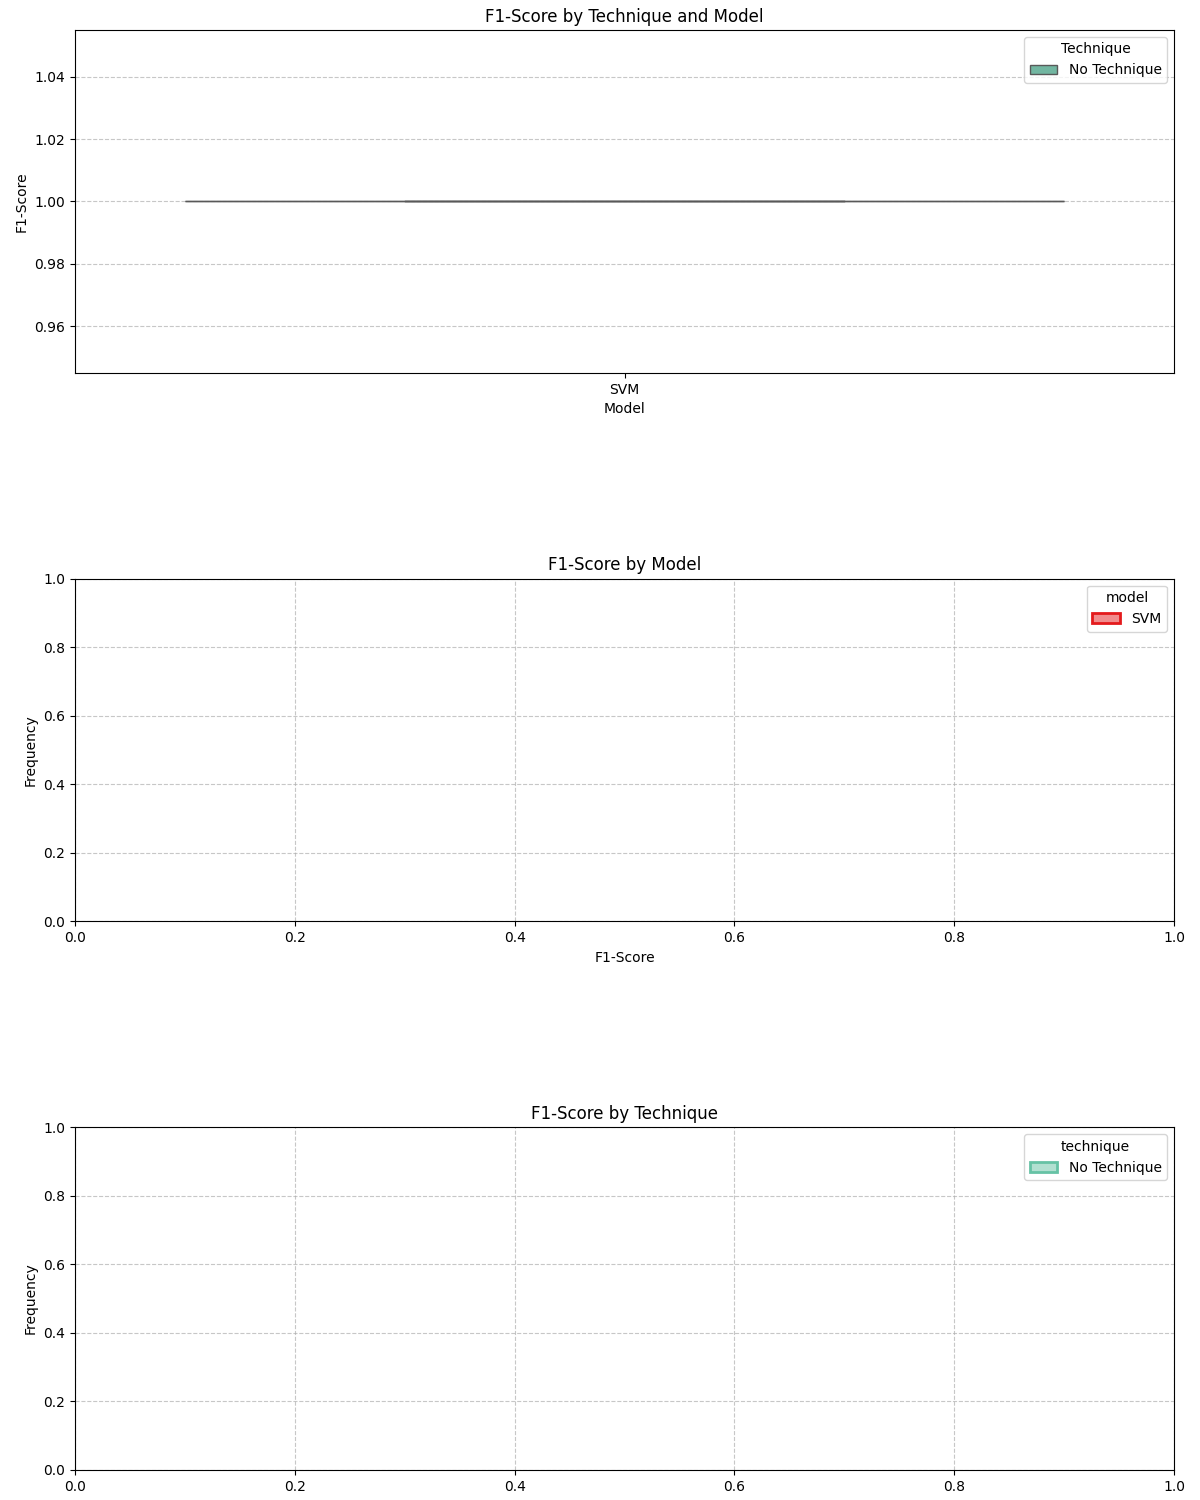 F1-Score by Technique and Model
Technique
No Technique
1.04
1.02
1.00
0.98
0.96
F1-Score
SVM
Model
F1-Score by Model
model
SVM
1.0
0.8
0.6
0.4
0.2
0.0
Frequency
0.0 0.2 0.4 0.6 0.8 1.0
F1-Score
F1-Score by Technique
technique
No Technique
1.0
0.8
0.6
0.4
0.2
0.0
Frequency
0.0 0.2 0.4 0.6 0.8 1.0